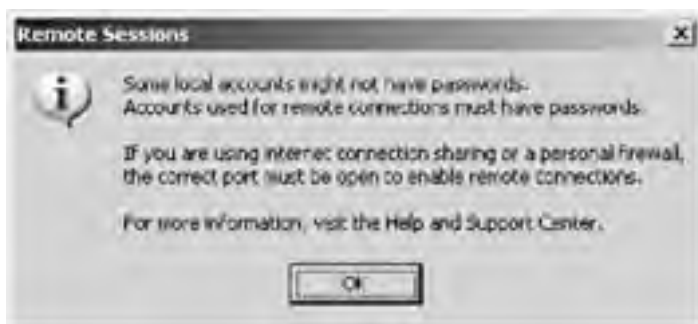 Remote Sessions
Some local accounts might not have passwords.
Accounts used for remote connections must have passwords.
If you are using internet connection sharing or a personal firewall,
the correct port must be open to enable remote connections.
For more information, visit the Help and Support Center.
OK